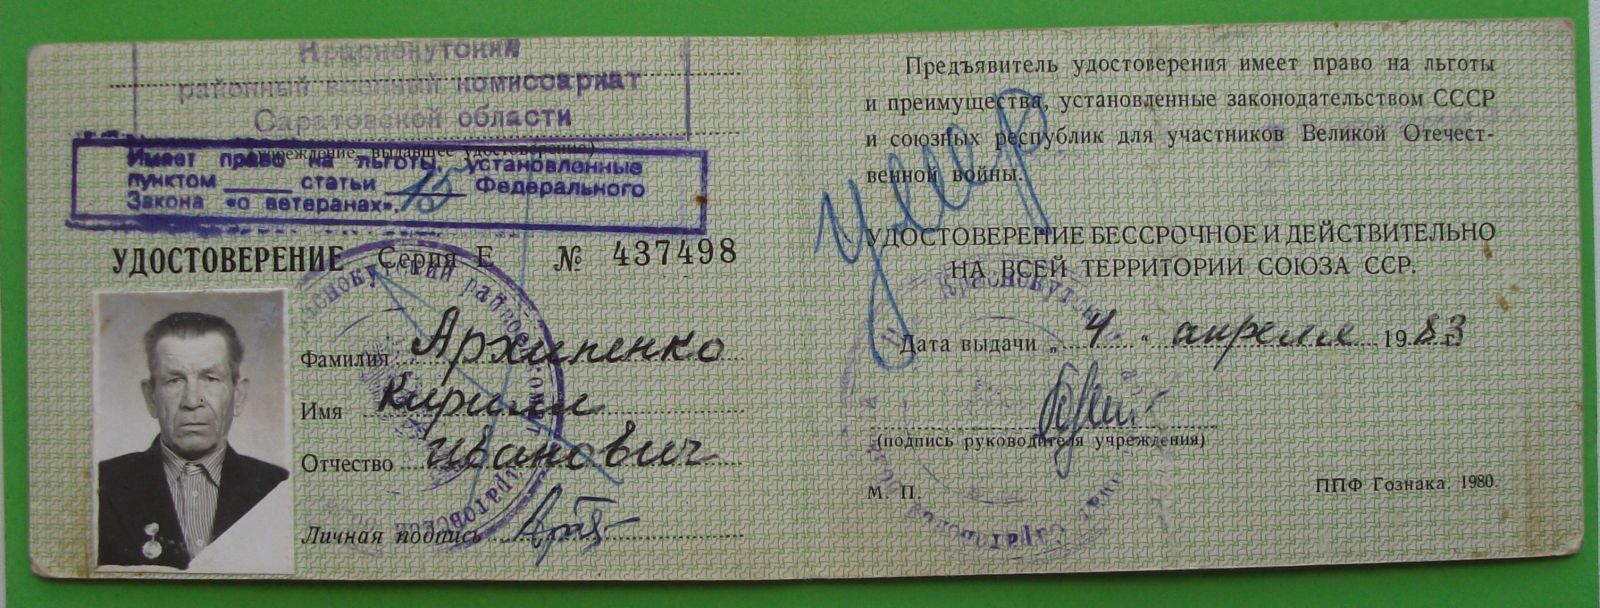 Краснокутский
районный военный комиссариат
Саратовской области
(учреждение, выдавшее удостоверение)
Имеет право на льготы, установленные
пунктом ______ статьи 15 Федерального
Закона «о ветеранах».
УДОСТОВЕРЕНИЕ Серия Е № 437498
Фамилия Архипенко
Имя Кирилл
Отчество Иванович
Личная подпись
Предъявитель удостоверения имеет право на льготы
и преимущества, установленные законодательством СССР
и союзных республик для участников Великой Отечест-
венной войны.
умер
УДОСТОВЕРЕНИЕ БЕССРОЧНОЕ И ДЕЙСТВИТЕЛЬНО
НА ВСЕЙ ТЕРРИТОРИИ СОЮЗА ССР.
Дата выдачи „ 4 “ апреля 1983
(подпись руководителя учреждения)
М. П.
ППФ Гознака. 1980.